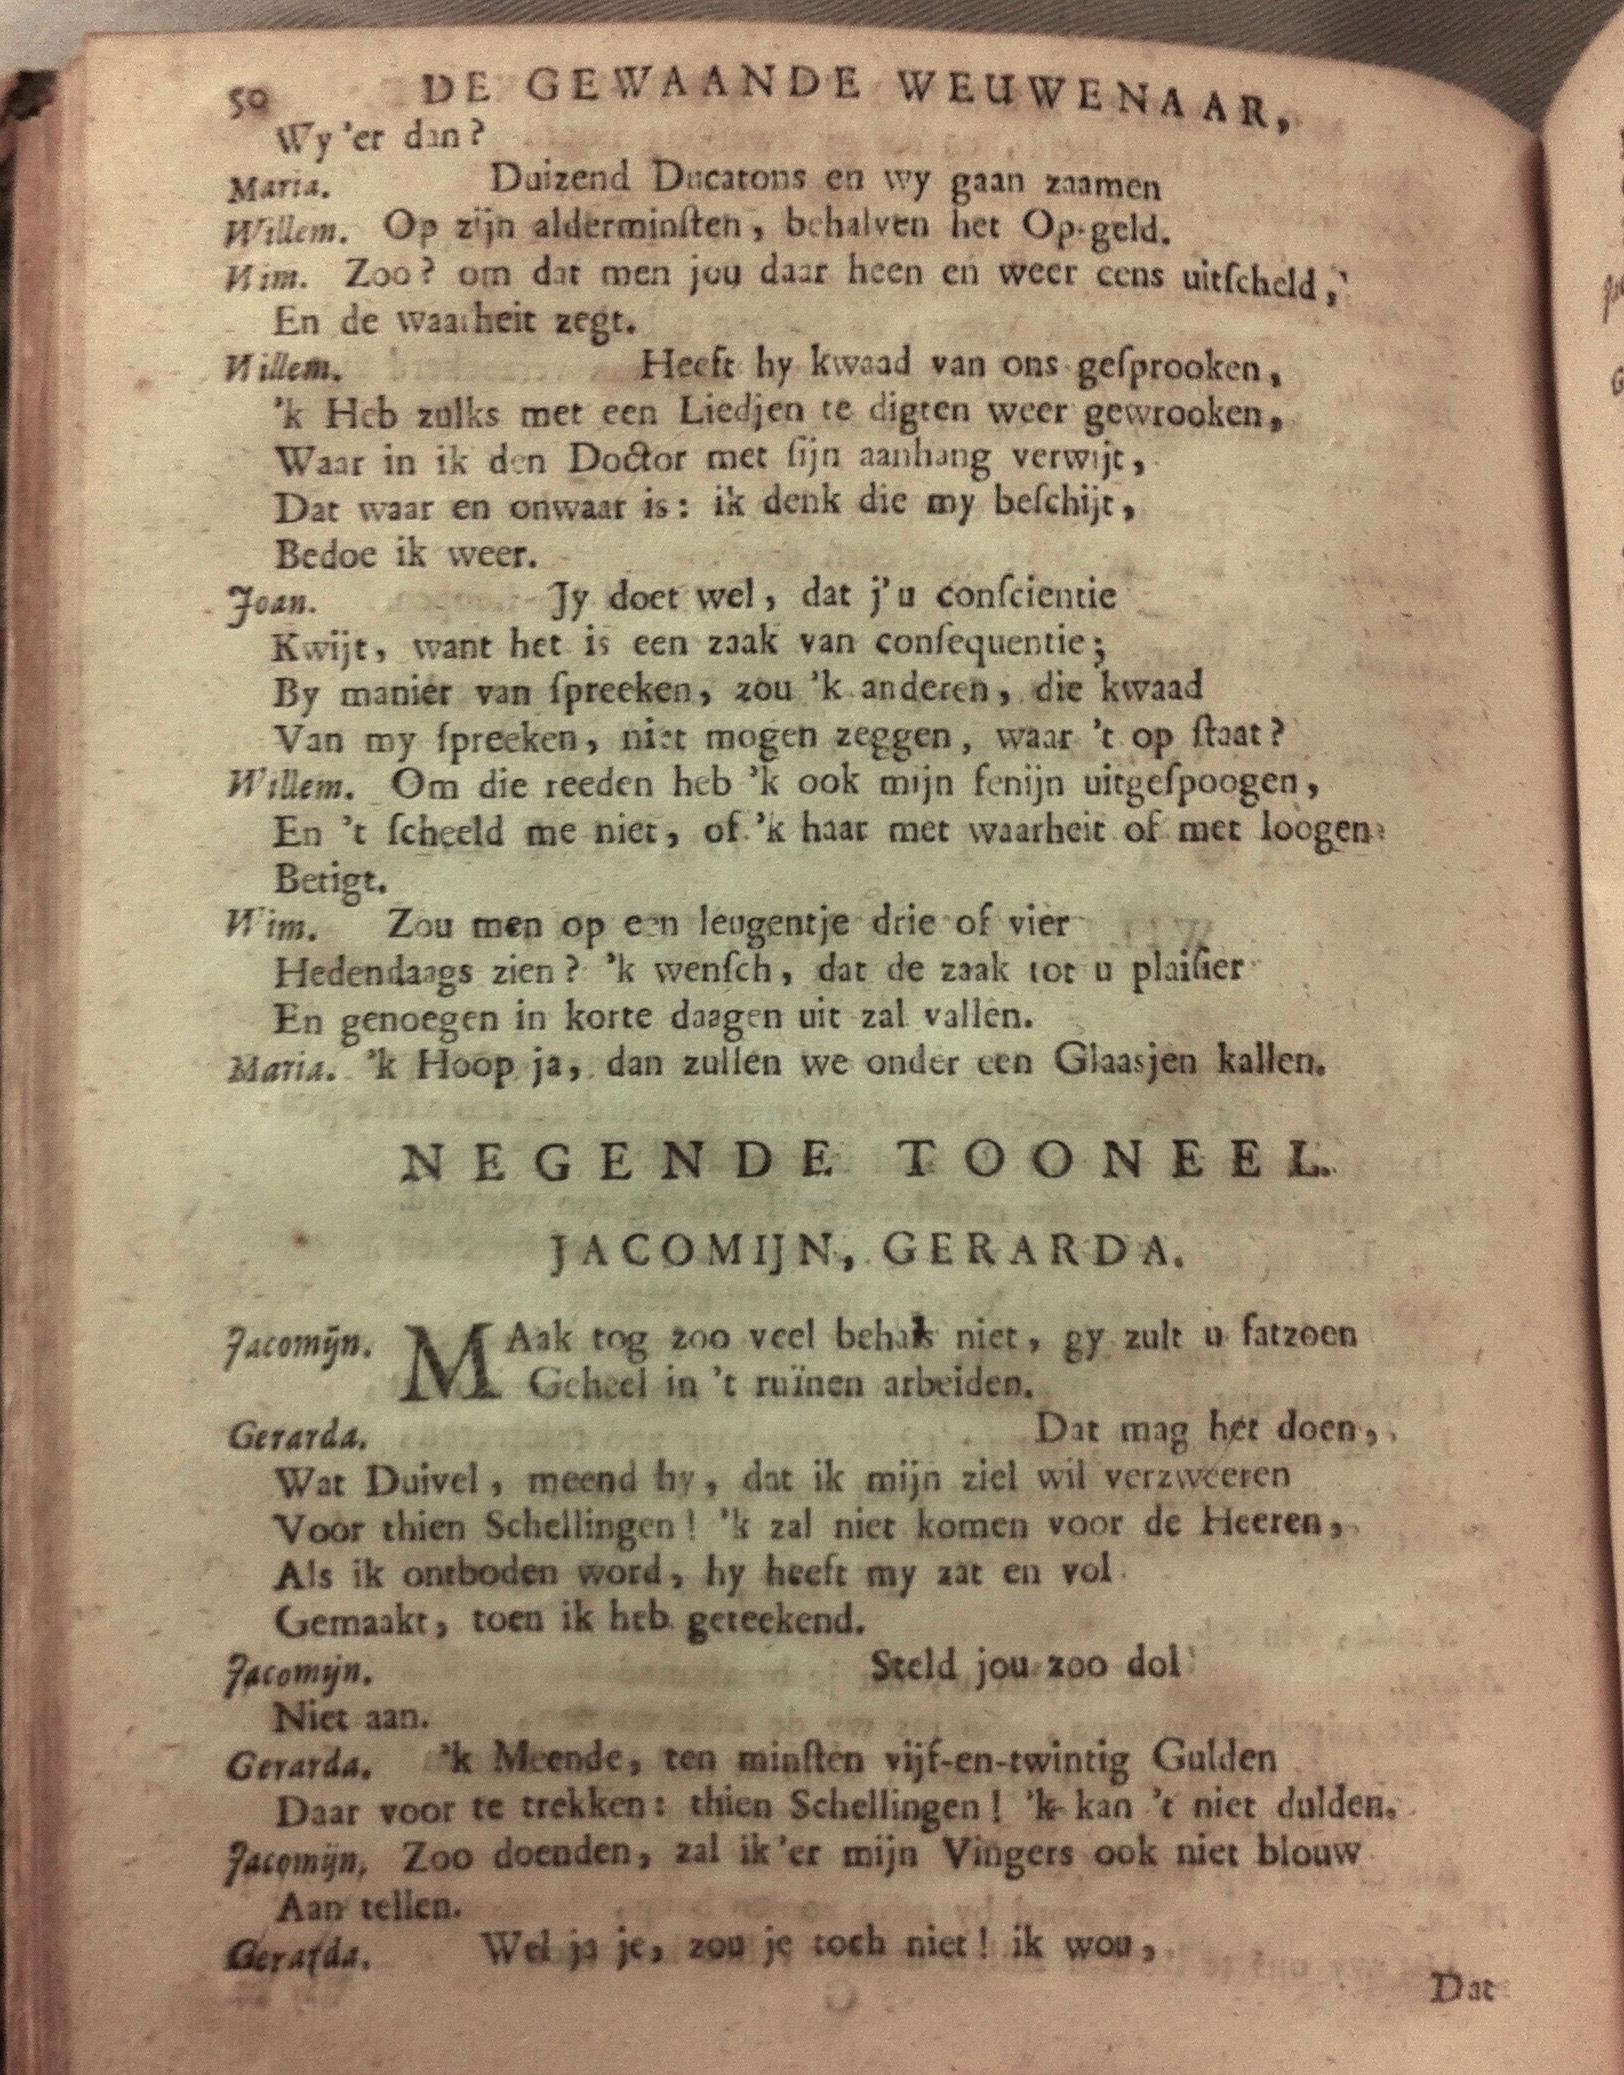 50 DE GEWAANDE WEUWENAAR,
Wy 'er dan?
Maria. Duizend Ducatons en wy gaan zaamen
Willem. Op zijn alderminſten, behalven het Op-geld.
Wim. Zoo? om dat men jou daar heen en weer eens uitſcheld,
En de waarheit zegt.
Willem. Heeft hy kwaad van ons geſprooken,
'k Heb zulks met een Liedjen te digten weer gewrooken,
Waar in ik den Doctor met ſijn aanhang verwijt,
Dat waar en onwaar is: ik denk die my beſchijt,
Bedoe ik weer.
Joan. Jy doet wel, dat j'u conſcientie
Kwijt, want het is een zaak van conſequentie;
By manier van ſpreeken, zou 'k anderen, die kwaad
Van my ſpreeken, niet mogen zeggen, waar 't op ſtaat?
Willem. Om die reeden heb 'k ook mijn fenijn uitgeſpoogen,
En 't ſcheeld me niet, of 'k haar met waarheit of met loogen
Betigt.
Wim. Zou men op een leugentje drie of vier
Hedendaags zien? 'k wenſch, dat de zaak tot u plaiſier
En genoegen in korte daagen uit zal vallen.
Maria. 'k Hoop ja, dan zullen we onder een Glaasjen kallen.
NEGENDE TOONEEL.
JACOMIJN, GERARDA.
Jacomijn. MAak tog zoo veel behaks niet, gy zult u fatzoen
Geheel in 't ruïnen arbeiden.
Gerarda. Dat mag het doen,
Wat Duivel, meend hy, dat ik mijn ziel wil verzweeren
Voor thien Schellingen! 'k zal niet komen voor de Heeren,
Als ik ontboden word, hy heeft my zat en vol
Gemaakt, toen ik heb geteekend.
Jacomijn. Steld jou zoo dol
Niet aan.
Gerarda. 'k Meende, ten minſten vijf-en-twintig Gulden
Daar voor te trekken: thien Schellingen! 'k kan 't niet dulden.
Jacomijn. Zoo doenden, zal ik 'er mijn Vingers ook niet blouw
Aan tellen.
Gerarda. Wel ja je, zou je toch niet! ik wou,
Dat